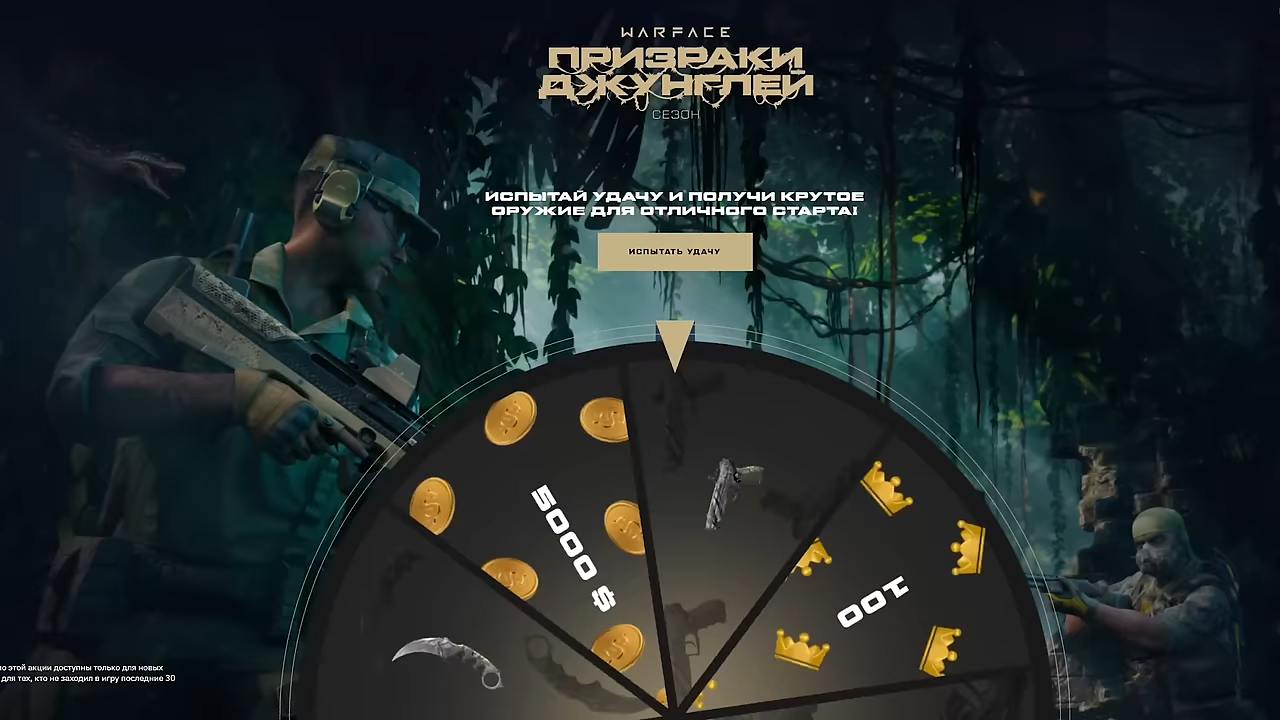 WARFACE
ПРИЗРАКИ
ДЖУНГЛЕЙ
СЕЗОН
ИСПЫТАЙ УДАЧУ И ПОЛУЧИ КРУТОЕ
ОРУЖИЕ ДЛЯ ОТЛИЧНОГО СТАРТА!
ИСПЫТАТЬ УДАЧУ
5000 $
100
по этой акции доступны только для новых
для тех, кто не заходил в игру последние 30